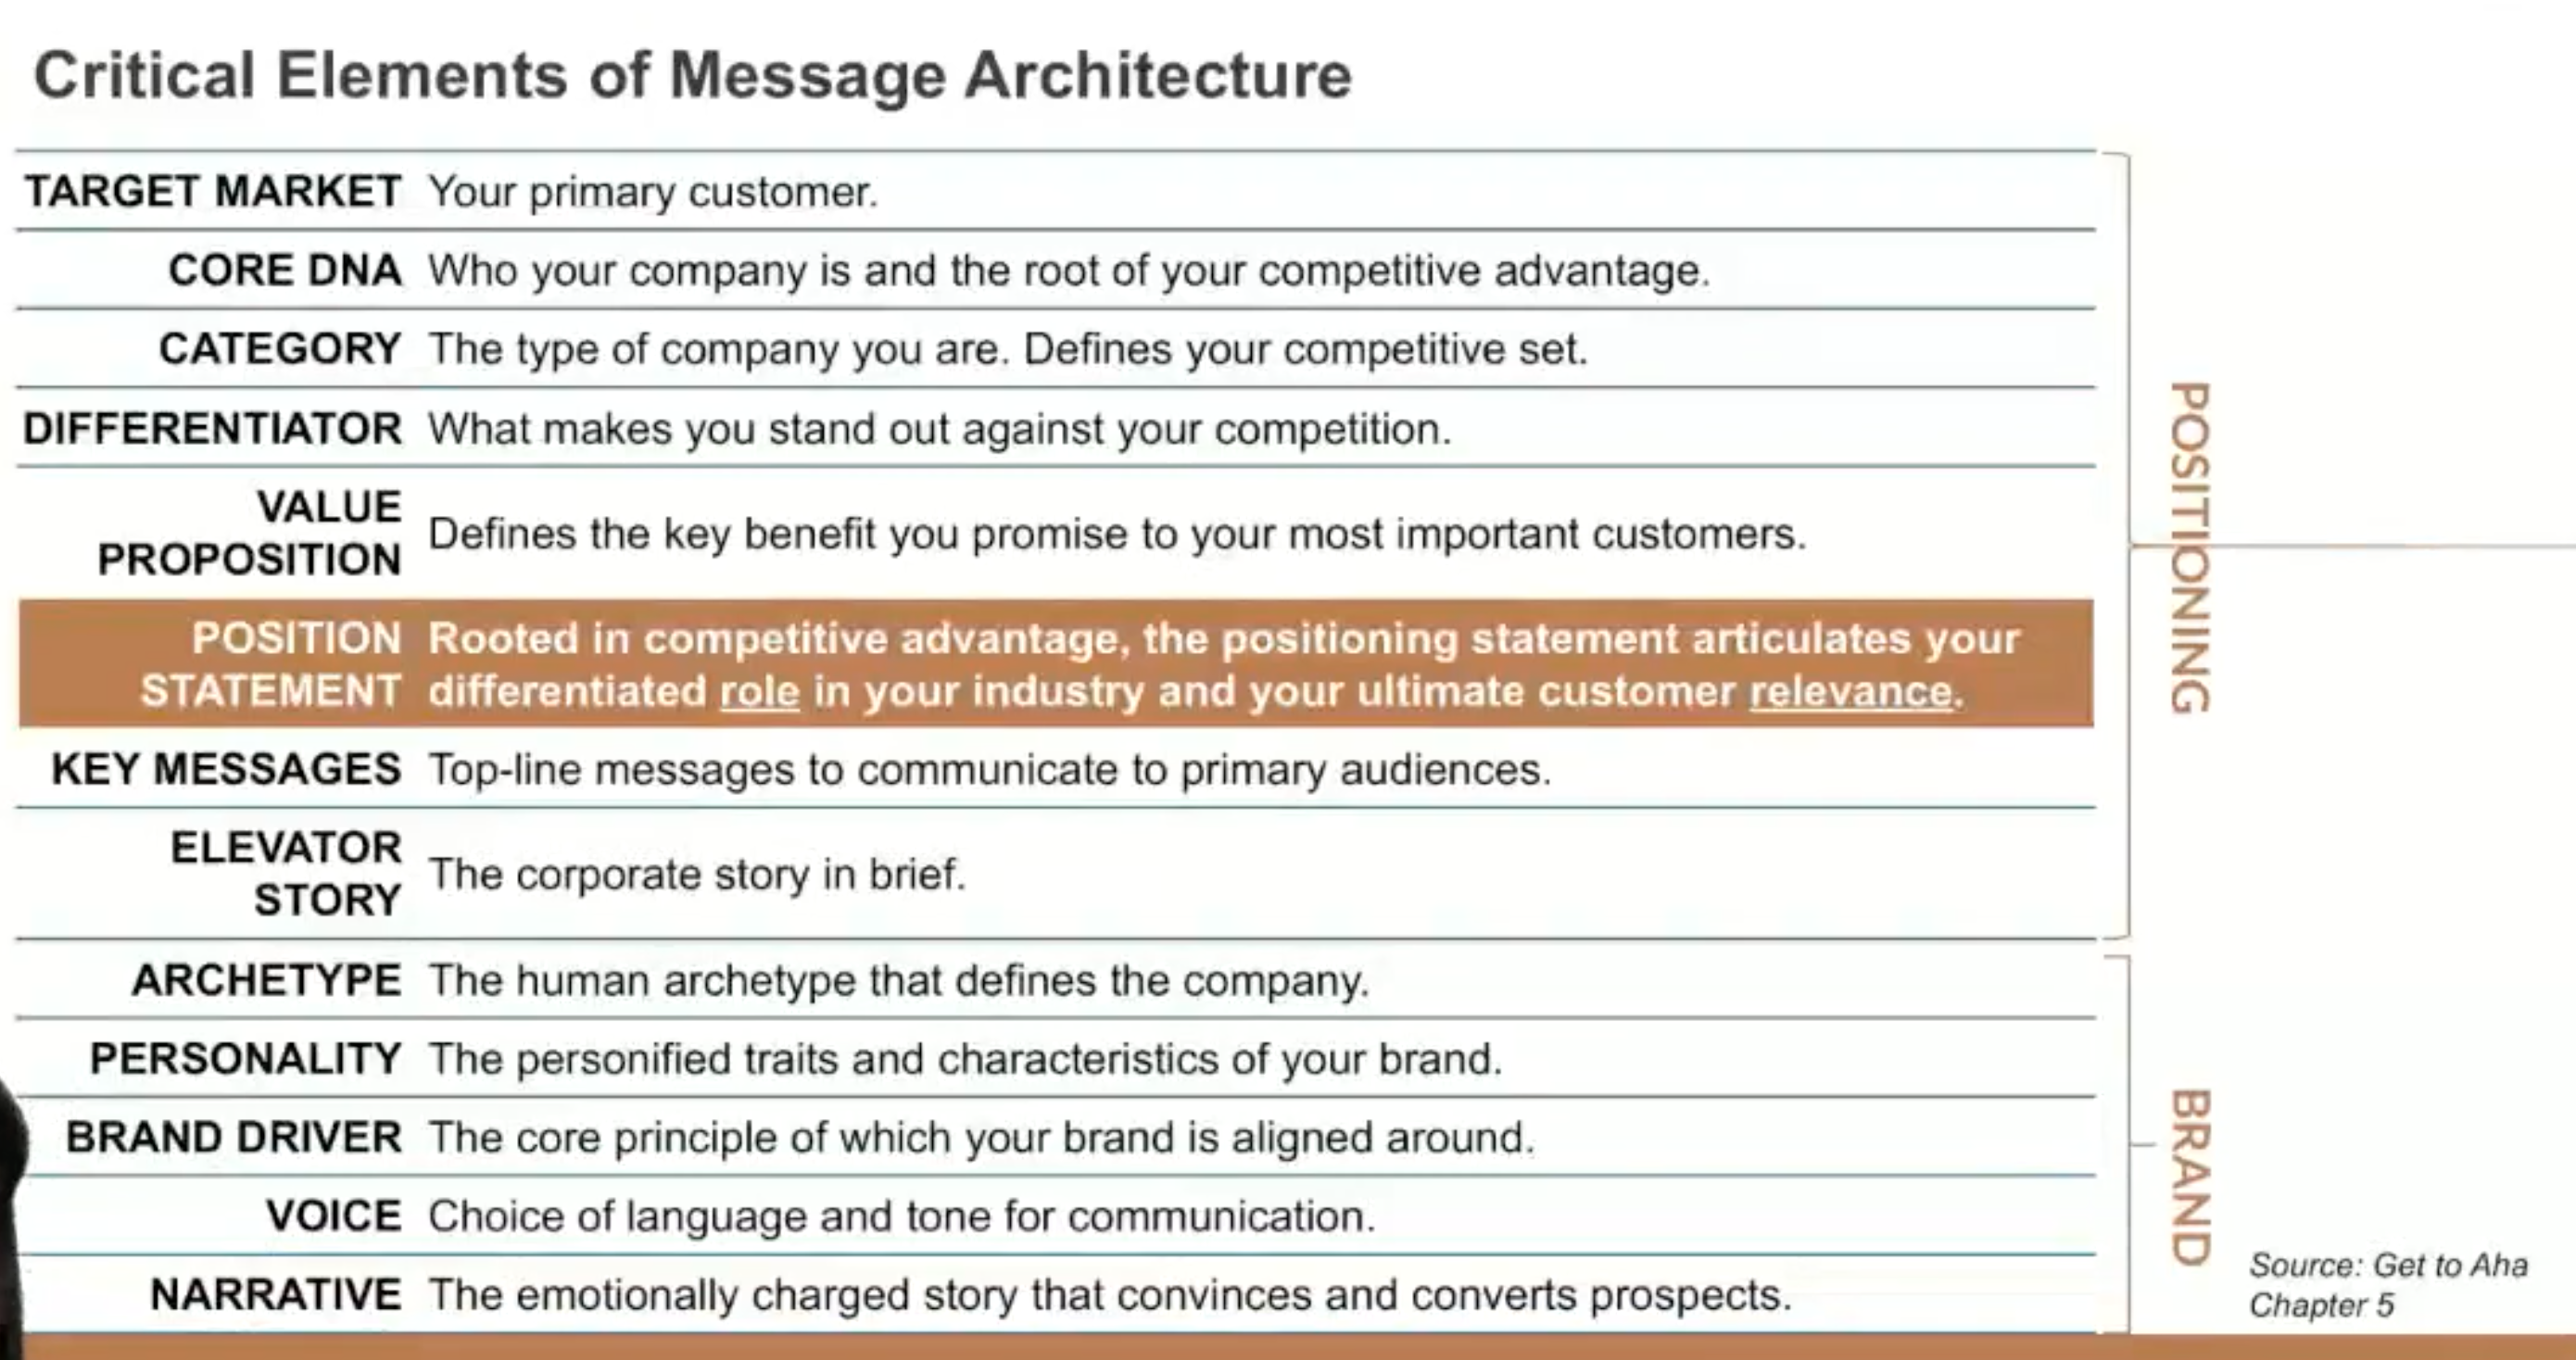 Critical Elements of Message Architecture
TARGET MARKET Your primary customer.
CORE DNA Who your company is and the root of your competitive advantage.
CATEGORY The type of company you are. Defines your competitive set.
DIFFERENTIATOR What makes you stand out against your competition.
VALUE
PROPOSITION
Defines the key benefit you promise to your most important customers.
POSITION
STATEMENT
Rooted in competitive advantage, the positioning statement articulates your
differentiated role in your industry and your ultimate customer relevance.
KEY MESSAGES Top-line messages to communicate to primary audiences.
ELEVATOR
STORY
The corporate story in brief.
POSITIONING
ARCHETYPE The human archetype that defines the company.
PERSONALITY The personified traits and characteristics of your brand.
BRAND DRIVER The core principle of which your brand is aligned around.
VOICE Choice of language and tone for communication.
NARRATIVE The emotionally charged story that convinces and converts prospects.
BRAND
Source: Get to Aha
Chapter 5